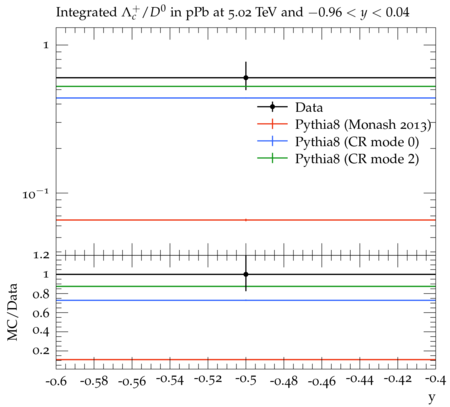 Integrated Λc+/D0 in pPb at 5.02 TeV and −0.96 < y < 0.04
1
Data
Pythia8 (Monash 2013)
Pythia8 (CR mode 0)
Pythia8 (CR mode 2)
10−1
1.2
1
0.8
0.6
0.4
0.2
MC/Data
-0.6 -0.58 -0.56 -0.54 -0.52 -0.5 -0.48 -0.46 -0.44 -0.42 -0.4
y